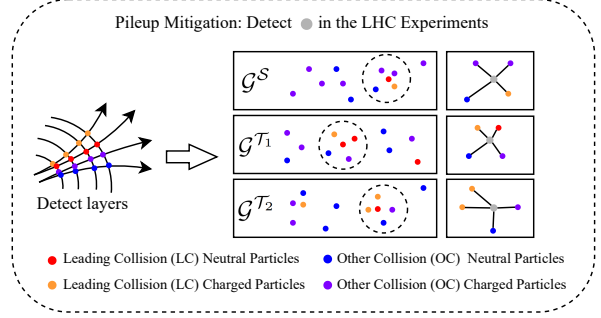 Pileup Mitigation: Detect in the LHC Experiments
𝒢^𝒮
𝒢^𝒯₁
𝒢^𝒯₂
Detect layers
Leading Collision (LC) Neutral Particles
Other Collision (OC) Neutral Particles
Leading Collision (LC) Charged Particles
Other Collision (OC) Charged Particles